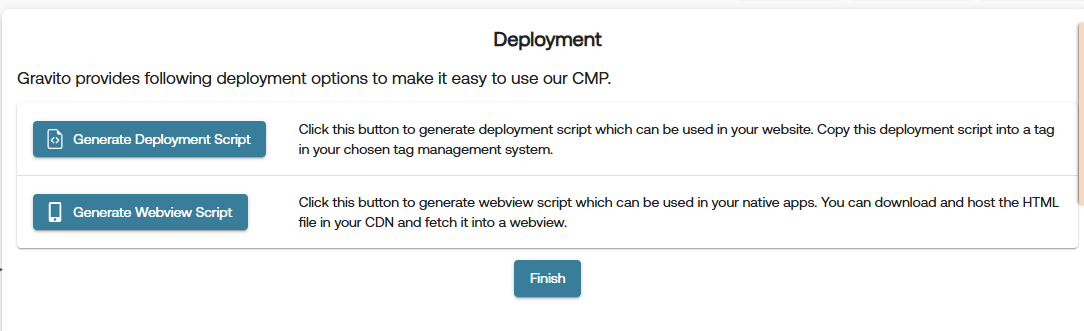 Deployment
Gravito provides following deployment options to make it easy to use our CMP.
Generate Deployment Script
Click this button to generate deployment script which can be used in your website. Copy this deployment script into a tag
in your chosen tag management system.
Generate Webview Script
Click this button to generate webview script which can be used in your native apps. You can download and host the HTML
file in your CDN and fetch it into a webview.
Finish